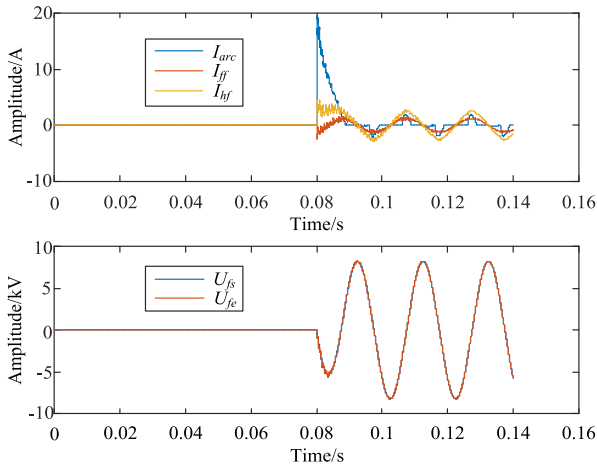 20
10
0
-10
Amplitude/A
I_arc
I_ff
I_hf
0 0.02 0.04 0.06 0.08 0.1 0.12 0.14 0.16
Time/s
10
5
0
-5
-10
Amplitude/kV
U_fs
U_fe
0 0.02 0.04 0.06 0.08 0.1 0.12 0.14 0.16
Time/s